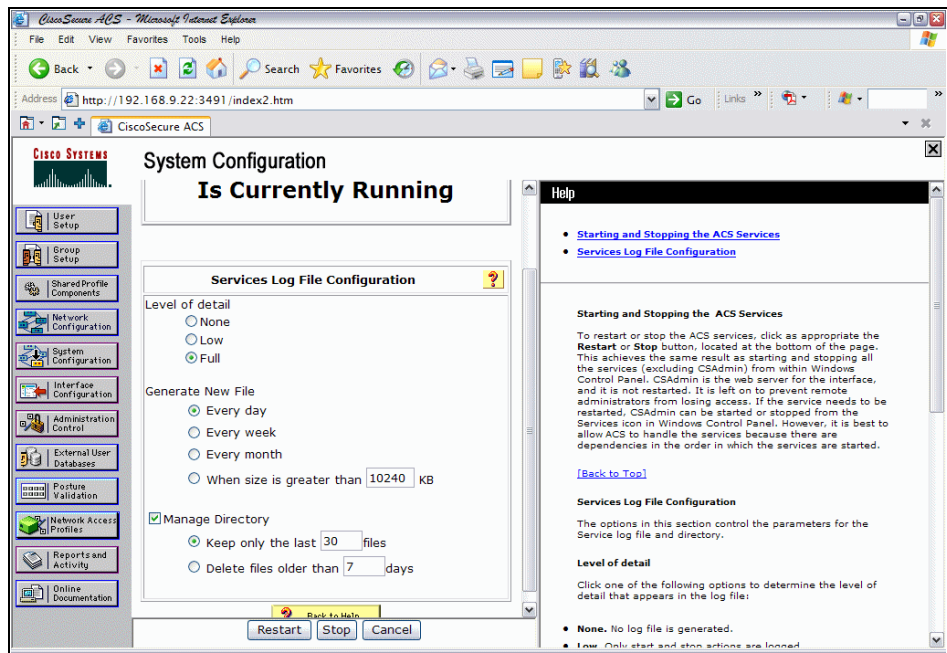 CiscoSecure ACS - Microsoft Internet Explorer
File Edit View Favorites Tools Help
Back Search Favorites
Address http://192.168.9.22:3491/index2.htm Go Links »
CiscoSecure ACS
CISCO SYSTEMS
System Configuration
User
Setup
Group
Setup
Shared Profile
Components
Network
Configuration
System
Configuration
Interface
Configuration
Administration
Control
External User
Databases
Posture
Validation
Network Access
Profiles
Reports and
Activity
Online
Documentation
Is Currently Running
Services Log File Configuration ?
Level of detail
None
Low
Full
Generate New File
Every day
Every week
Every month
When size is greater than 10240 KB
Manage Directory
Keep only the last 30 files
Delete files older than 7 days
? Back to Help
Restart Stop Cancel
Help
Starting and Stopping the ACS Services
Services Log File Configuration
Starting and Stopping the ACS Services
To restart or stop the ACS services, click as appropriate the
Restart or Stop button, located at the bottom of the page.
This achieves the same result as starting and stopping all
the services (excluding CSAdmin) from within Windows
Control Panel. CSAdmin is the web server for the interface,
and it is not restarted. It is left on to prevent remote
administrators from losing access. If the service needs to be
restarted, CSAdmin can be started or stopped from the
Services icon in Windows Control Panel. However, it is best to
allow ACS to handle the services because there are
dependencies in the order in which the services are started.
[Back to Top]
Services Log File Configuration
The options in this section control the parameters for the
Service log file and directory.
Level of detail
Click one of the following options to determine the level of
detail that appears in the log file:
None. No log file is generated.
Low. Only start and stop actions are logged.